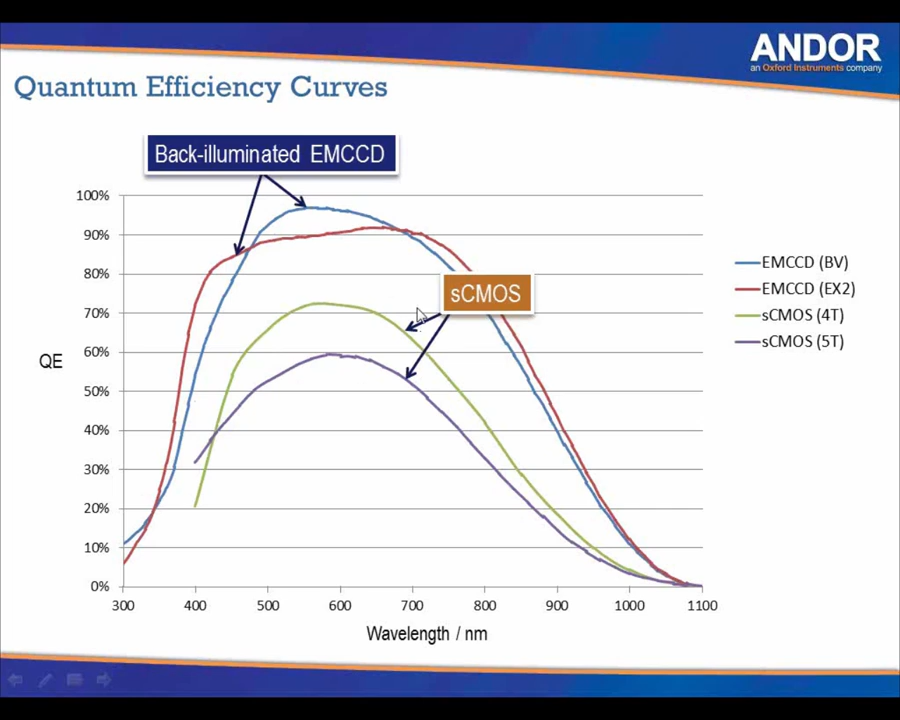 ANDOR
an Oxford Instruments company
Quantum Efficiency Curves
Back-illuminated EMCCD
100%
90%
80%
70%
60%
50%
40%
30%
20%
10%
0%
QE
sCMOS
EMCCD (BV)
EMCCD (EX2)
sCMOS (4T)
sCMOS (5T)
300 400 500 600 700 800 900 1000 1100
Wavelength / nm